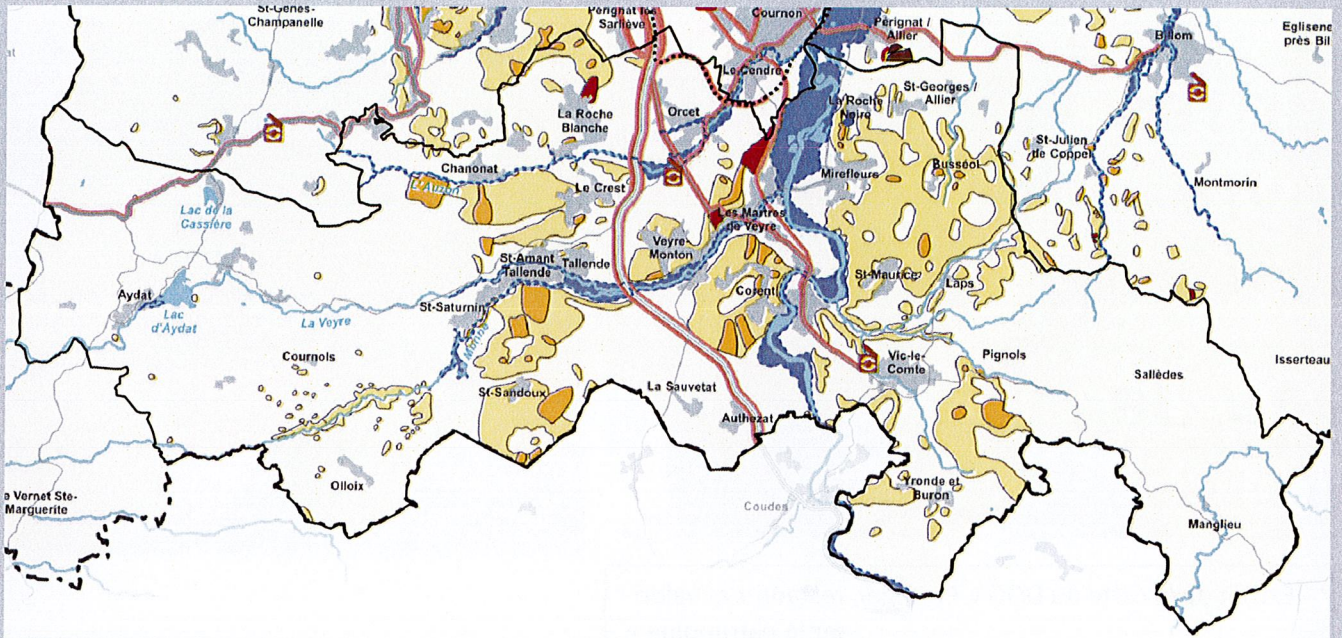 St-Genès-
Champanelle
Pérignat lès
Sarliève
Cournon
Pérignat /
Allier
Billom
Eglisene
près Bil
Le Cendre
La Roche
Blanche
Orcet
La Roche
Noire
St-Georges /
Allier
St-Julien
de Coppel
Chanonat
L'Auzon
Le Crest
Mirefleurs
Busséol
Montmorin
Lac de la
Cassière
Les Martres
de Veyre
Veyre-
Monton
St-Amant
Tallende
Tallende
Corent
St-Maurice
Laps
Aydat
Lac
d'Aydat
La Veyre
St-Saturnin
Monne
Cournols
Vic-le-
Comte
Pignols
Sallèdes
Isserteau
St-Sandoux
La Sauvetat
Authezat
Olloix
Yronde et
Buron
e Vernet Ste-
Marguerite
Coudes
Manglieu